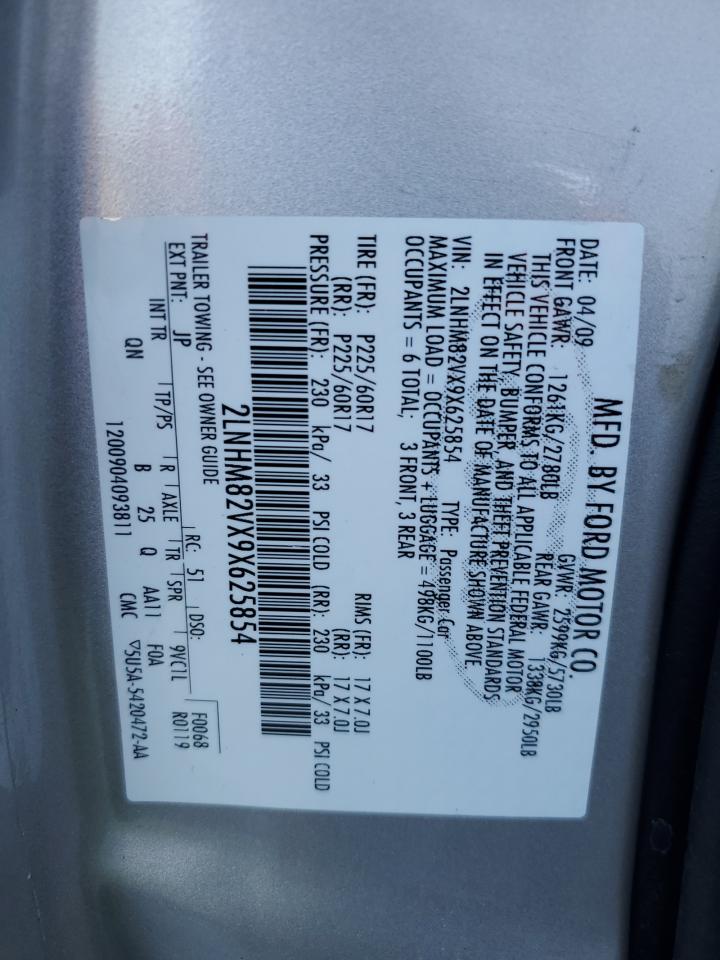 MFD. BY FORD MOTOR CO.
DATE: 04/09 GVWR: 2599KG/5730LB
FRONT GAWR: 1261KG/2780LB REAR GAWR: 1338KG/2950LB
THIS VEHICLE CONFORMS TO ALL APPLICABLE FEDERAL MOTOR
VEHICLE SAFETY, BUMPER, AND THEFT PREVENTION STANDARDS
IN EFFECT ON THE DATE OF MANUFACTURE SHOWN ABOVE.
VIN: 2LNHM82VX9X625854 TYPE: Passenger Car
MAXIMUM LOAD = OCCUPANTS + LUGGAGE = 498KG/1100LB
OCCUPANTS = 6 TOTAL; 3 FRONT, 3 REAR
TIRE (FR): P225/60R17 RIMS (FR): 17 X 7.0J
(RR): P225/60R17 (RR): 17 X 7.0J
PRESSURE (FR): 230 kPa/ 33 PSI COLD (RR): 230 kPa/33 PSI COLD
2LNHM82VX9X625854
TRAILER TOWING - SEE OWNER GUIDE
EXT PNT: JP RC: 51 DSO: F0068
INT TR TP/PS R AXLE TR SPR 9YC1L R0119
QN B 25 Q AA11 FOA
1200904093811 CMC ▽5U5A-5420472-AA